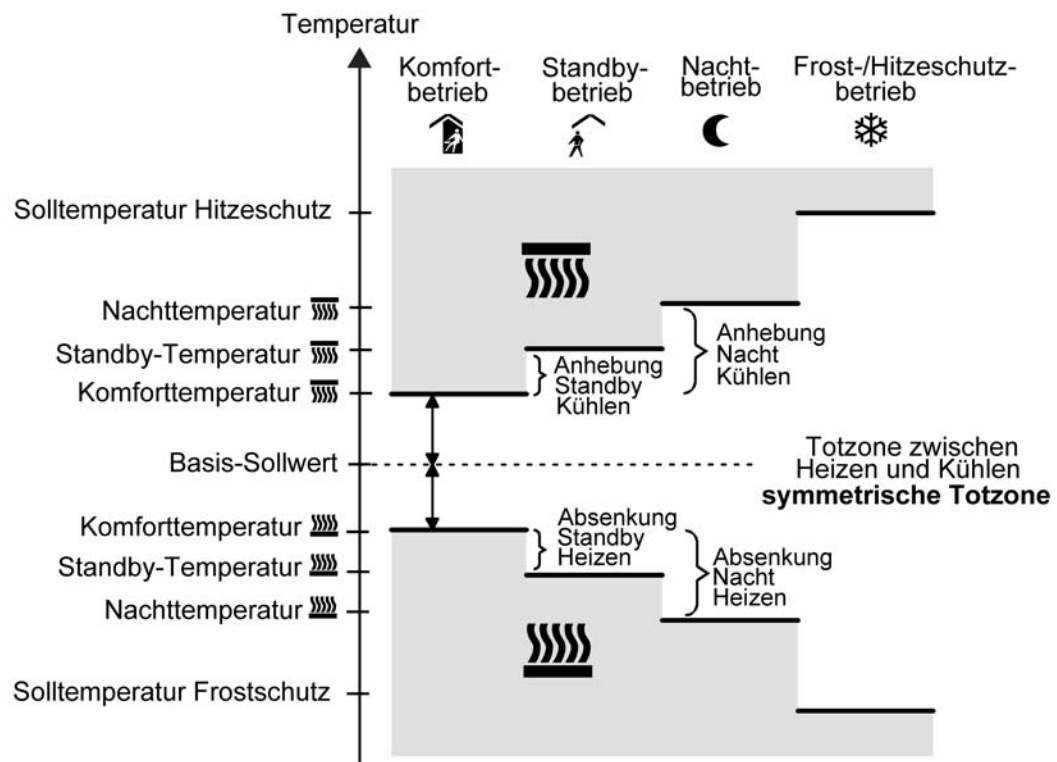 Temperatur
Komfort-
betrieb
Standby-
betrieb
Nacht-
betrieb
Frost-/Hitzeschutz-
betrieb
Solltemperatur Hitzeschutz
Nachttemperatur
Standby-Temperatur
Komforttemperatur
Anhebung
Standby
Kühlen
Anhebung
Nacht
Kühlen
Basis-Sollwert
Totzone zwischen
Heizen und Kühlen
symmetrische Totzone
Komforttemperatur
Standby-Temperatur
Nachttemperatur
Absenkung
Standby
Heizen
Absenkung
Nacht
Heizen
Solltemperatur Frostschutz